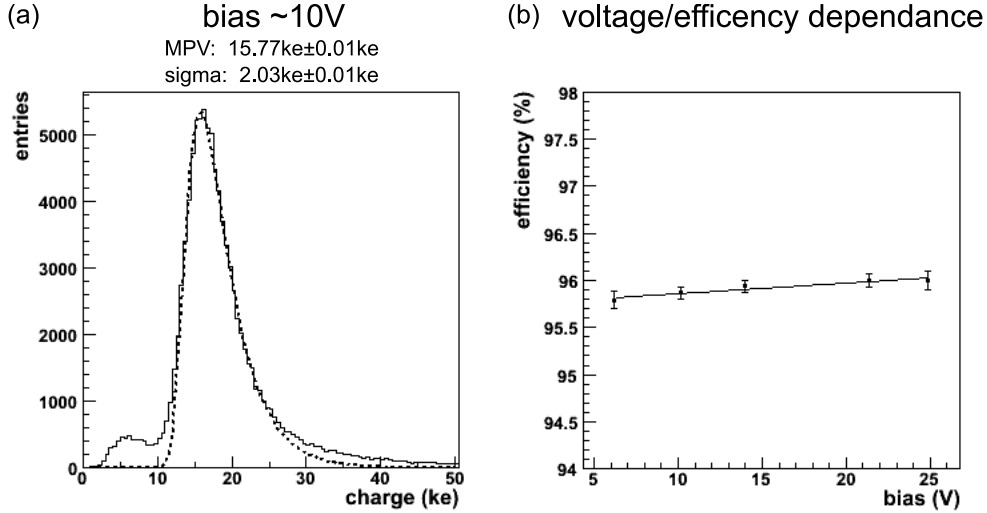 (a) bias ~10V
MPV: 15.77ke±0.01ke
sigma: 2.03ke±0.01ke
entries
5000
4000
3000
2000
1000
0
0 10 20 30 40 50
charge (ke)
(b) voltage/efficency dependance
efficiency (%)
98
97.5
97
96.5
96
95.5
95
94.5
94
5 10 15 20 25
bias (V)